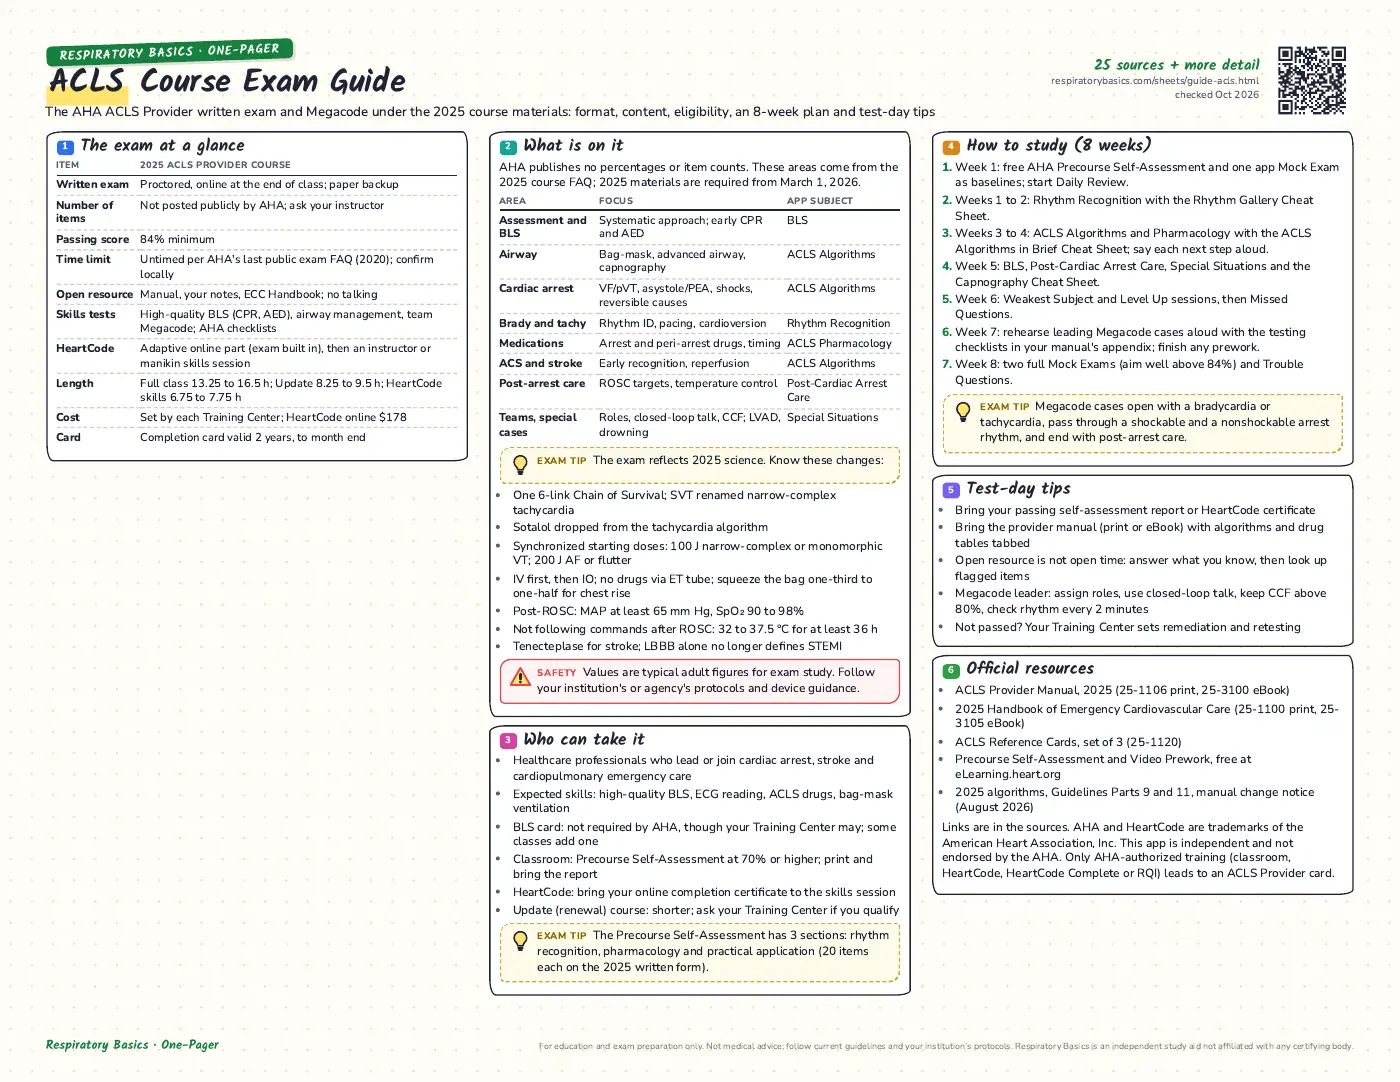 RESPIRATORY BASICS · ONE-PAGER
ACLS Course Exam Guide
The AHA ACLS Provider written exam and Megacode under the 2025 course materials: format, content, eligibility, an 8-week plan and test-day tips
25 sources + more detail
respiratorybasics.com/sheets/guide-acls.html
checked Oct 2026
1 The exam at a glance
ITEM 2025 ACLS PROVIDER COURSE
Written exam Proctored, online at the end of class; paper backup
Number of Not posted publicly by AHA; ask your instructor
items
Passing score 84% minimum
Time limit Untimed per AHA's last public exam FAQ (2020); confirm
locally
Open resource Manual, your notes, ECC Handbook; no talking
Skills tests High-quality BLS (CPR, AED), airway management, team
Megacode; AHA checklists
HeartCode Adaptive online part (exam built in), then an instructor or
manikin skills session
Length Full class 13.25 to 16.5 h; Update 8.25 to 9.5 h; HeartCode
skills 6.75 to 7.75 h
Cost Set by each Training Center; HeartCode online $178
Card Completion card valid 2 years, to month end
2 What is on it
AHA publishes no percentages or item counts. These areas come from the
2025 course FAQ; 2025 materials are required from March 1, 2026.
AREA FOCUS APP SUBJECT
Assessment and Systematic approach; early CPR BLS
BLS and AED
Airway Bag-mask, advanced airway, ACLS Algorithms
capnography
Cardiac arrest VF/pVT, asystole/PEA, shocks, ACLS Algorithms
reversible causes
Brady and tachy Rhythm ID, pacing, cardioversion Rhythm Recognition
Medications Arrest and peri-arrest drugs, timing ACLS Pharmacology
ACS and stroke Early recognition, reperfusion ACLS Algorithms
Post-arrest care ROSC targets, temperature control Post-Cardiac Arrest
Care
Teams, special Roles, closed-loop talk, CCF; LVAD, Special Situations
cases drowning
EXAM TIP The exam reflects 2025 science. Know these changes:
• One 6-link Chain of Survival; SVT renamed narrow-complex
tachycardia
• Sotalol dropped from the tachycardia algorithm
• Synchronized starting doses: 100 J narrow-complex or monomorphic
VT; 200 J AF or flutter
• IV first, then IO; no drugs via ET tube; squeeze the bag one-third to
one-half for chest rise
• Post-ROSC: MAP at least 65 mm Hg, SpO₂ 90 to 98%
• Not following commands after ROSC: 32 to 37.5 °C for at least 36 h
• Tenecteplase for stroke; LBBB alone no longer defines STEMI
SAFETY Values are typical adult figures for exam study. Follow
your institution's or agency's protocols and device guidance.
3 Who can take it
• Healthcare professionals who lead or join cardiac arrest, stroke and
cardiopulmonary emergency care
• Expected skills: high-quality BLS, ECG reading, ACLS drugs, bag-mask
ventilation
• BLS card: not required by AHA, though your Training Center may; some
classes add one
• Classroom: Precourse Self-Assessment at 70% or higher; print and
bring the report
• HeartCode: bring your online completion certificate to the skills session
• Update (renewal) course: shorter; ask your Training Center if you qualify
EXAM TIP The Precourse Self-Assessment has 3 sections: rhythm
recognition, pharmacology and practical application (20 items
each on the 2025 written form).
4 How to study (8 weeks)
1. Week 1: free AHA Precourse Self-Assessment and one app Mock Exam
as baselines; start Daily Review.
2. Weeks 1 to 2: Rhythm Recognition with the Rhythm Gallery Cheat
Sheet.
3. Weeks 3 to 4: ACLS Algorithms and Pharmacology with the ACLS
Algorithms in Brief Cheat Sheet; say each next step aloud.
4. Week 5: BLS, Post-Cardiac Arrest Care, Special Situations and the
Capnography Cheat Sheet.
5. Week 6: Weakest Subject and Level Up sessions, then Missed
Questions.
6. Week 7: rehearse leading Megacode cases aloud with the testing
checklists in your manual's appendix; finish any prework.
7. Week 8: two full Mock Exams (aim well above 84%) and Trouble
Questions.
EXAM TIP Megacode cases open with a bradycardia or
tachycardia, pass through a shockable and a nonshockable arrest
rhythm, and end with post-arrest care.
5 Test-day tips
• Bring your passing self-assessment report or HeartCode certificate
• Bring the provider manual (print or eBook) with algorithms and drug
tables tabbed
• Open resource is not open time: answer what you know, then look up
flagged items
• Megacode leader: assign roles, use closed-loop talk, keep CCF above
80%, check rhythm every 2 minutes
• Not passed? Your Training Center sets remediation and retesting
6 Official resources
• ACLS Provider Manual, 2025 (25-1106 print, 25-3100 eBook)
• 2025 Handbook of Emergency Cardiovascular Care (25-1100 print, 25-
3105 eBook)
• ACLS Reference Cards, set of 3 (25-1120)
• Precourse Self-Assessment and Video Prework, free at
eLearning.heart.org
• 2025 algorithms, Guidelines Parts 9 and 11, manual change notice
(August 2026)
Links are in the sources. AHA and HeartCode are trademarks of the
American Heart Association, Inc. This app is independent and not
endorsed by the AHA. Only AHA-authorized training (classroom,
HeartCode, HeartCode Complete or RQI) leads to an ACLS Provider card.
Respiratory Basics · One-Pager
For education and exam preparation only. Not medical advice; follow current guidelines and your institution's protocols. Respiratory Basics is an independent study aid not affiliated with any certifying body.